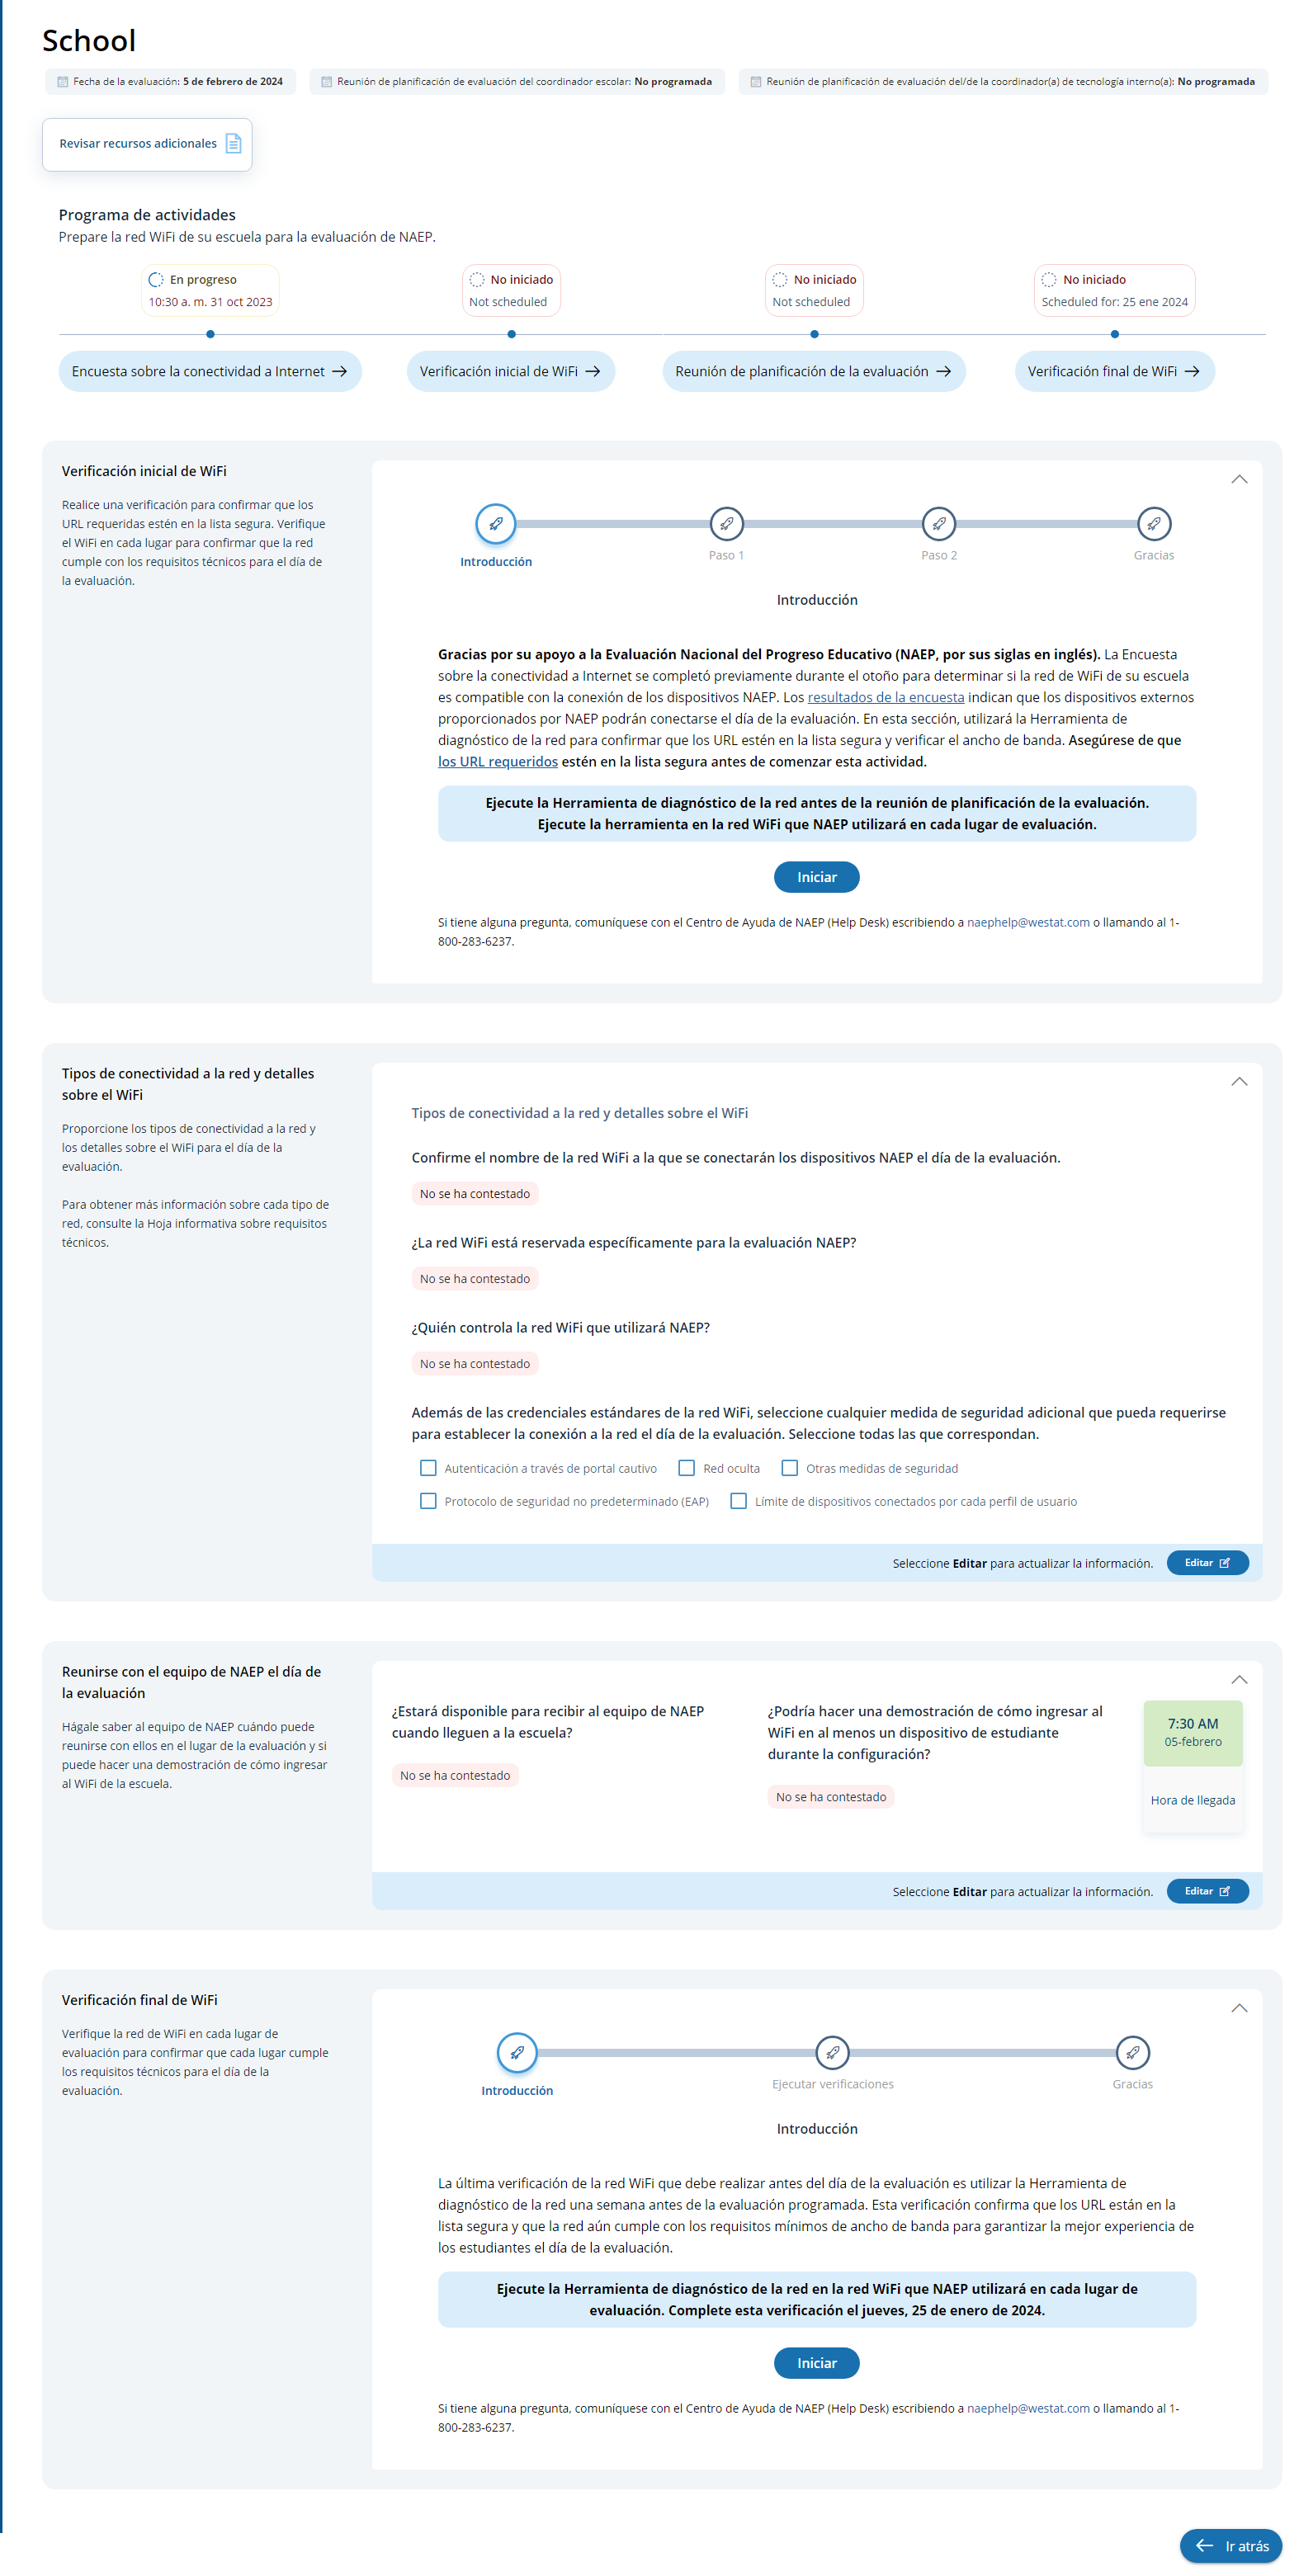 School
Fecha de la evaluación: 5 de febrero de 2024
Reunión de planificación de evaluación del coordinador escolar: No programada
Reunión de planificación de evaluación del/de la coordinador(a) de tecnología interno(a): No programada
Revisar recursos adicionales
Programa de actividades
Prepare la red WiFi de su escuela para la evaluación de NAEP.
En progreso
10:30 a. m. 31 oct 2023
Encuesta sobre la conectividad a Internet
No iniciado
Not scheduled
Verificación inicial de WiFi
No iniciado
Not scheduled
Reunión de planificación de la evaluación
No iniciado
Scheduled for: 25 ene 2024
Verificación final de WiFi
Verificación inicial de WiFi
Realice una verificación para confirmar que los
URL requeridas estén en la lista segura. Verifique
el WiFi en cada lugar para confirmar que la red
cumple con los requisitos técnicos para el día de
la evaluación.
Introducción
Paso 1
Paso 2
Gracias
Introducción
Gracias por su apoyo a la Evaluación Nacional del Progreso Educativo (NAEP, por sus siglas en inglés). La Encuesta
sobre la conectividad a Internet se completó previamente durante el otoño para determinar si la red de WiFi de su escuela
es compatible con la conexión de los dispositivos NAEP. Los resultados de la encuesta indican que los dispositivos externos
proporcionados por NAEP podrán conectarse el día de la evaluación. En esta sección, utilizará la Herramienta de
diagnóstico de la red para confirmar que los URL estén en la lista segura y verificar el ancho de banda. Asegúrese de que
los URL requeridos estén en la lista segura antes de comenzar esta actividad.
Ejecute la Herramienta de diagnóstico de la red antes de la reunión de planificación de la evaluación.
Ejecute la herramienta en la red WiFi que NAEP utilizará en cada lugar de evaluación.
Iniciar
Si tiene alguna pregunta, comuníquese con el Centro de Ayuda de NAEP (Help Desk) escribiendo a naephelp@westat.com o llamando al 1-
800-283-6237.
Tipos de conectividad a la red y detalles
sobre el WiFi
Proporcione los tipos de conectividad a la red y
los detalles sobre el WiFi para el día de la
evaluación.
Para obtener más información sobre cada tipo de
red, consulte la Hoja informativa sobre requisitos
técnicos.
Tipos de conectividad a la red y detalles sobre el WiFi
Confirme el nombre de la red WiFi a la que se conectarán los dispositivos NAEP el día de la evaluación.
No se ha contestado
¿La red WiFi está reservada específicamente para la evaluación NAEP?
No se ha contestado
¿Quién controla la red WiFi que utilizará NAEP?
No se ha contestado
Además de las credenciales estándares de la red WiFi, seleccione cualquier medida de seguridad adicional que pueda requerirse
para establecer la conexión a la red el día de la evaluación. Seleccione todas las que correspondan.
Autenticación a través de portal cautivo
Red oculta
Otras medidas de seguridad
Protocolo de seguridad no predeterminado (EAP)
Límite de dispositivos conectados por cada perfil de usuario
Seleccione Editar para actualizar la información.
Editar
Reunirse con el equipo de NAEP el día de
la evaluación
Hágale saber al equipo de NAEP cuándo puede
reunirse con ellos en el lugar de la evaluación y si
puede hacer una demostración de cómo ingresar
al WiFi de la escuela.
¿Estará disponible para recibir al equipo de NAEP
cuando lleguen a la escuela?
No se ha contestado
¿Podría hacer una demostración de cómo ingresar al
WiFi en al menos un dispositivo de estudiante
durante la configuración?
No se ha contestado
7:30 AM
05-febrero
Hora de llegada
Seleccione Editar para actualizar la información.
Editar
Verificación final de WiFi
Verifique la red de WiFi en cada lugar de
evaluación para confirmar que cada lugar cumple
los requisitos técnicos para el día de la
evaluación.
Introducción
Ejecutar verificaciones
Gracias
Introducción
La última verificación de la red WiFi que debe realizar antes del día de la evaluación es utilizar la Herramienta de
diagnóstico de la red una semana antes de la evaluación programada. Esta verificación confirma que los URL están en la
lista segura y que la red aún cumple con los requisitos mínimos de ancho de banda para garantizar la mejor experiencia de
los estudiantes el día de la evaluación.
Ejecute la Herramienta de diagnóstico de la red en la red WiFi que NAEP utilizará en cada lugar de
evaluación. Complete esta verificación el jueves, 25 de enero de 2024.
Iniciar
Si tiene alguna pregunta, comuníquese con el Centro de Ayuda de NAEP (Help Desk) escribiendo a naephelp@westat.com o llamando al 1-
800-283-6237.
Ir atrás